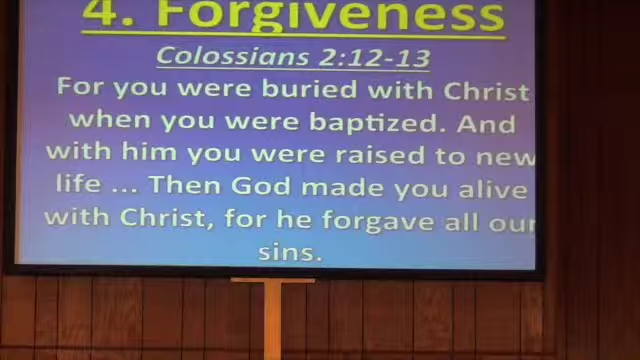 4. Forgiveness
Colossians 2:12-13
For you were buried with Christ
when you were baptized. And
with him you were raised to new
life ... Then God made you alive
with Christ, for he forgave all our
sins.